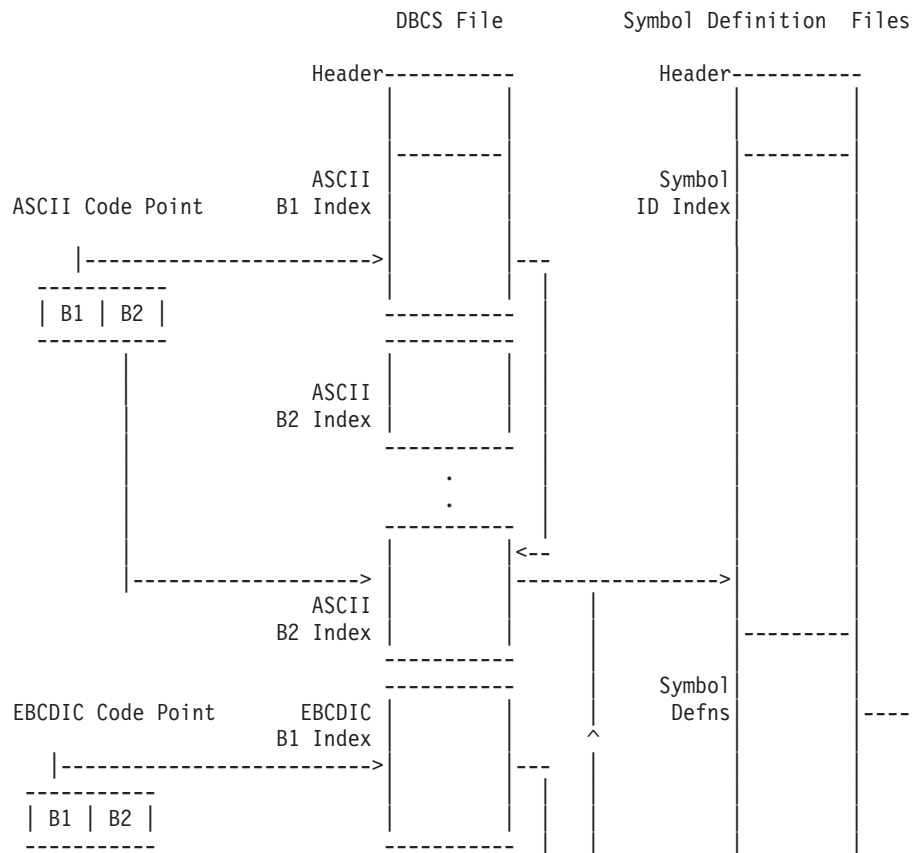 DBCS File Symbol Definition Files
Header Header
ASCII Symbol
ASCII Code Point B1 Index ID Index
B1 B2
ASCII
B2 Index
.
.
ASCII
B2 Index
Symbol
EBCDIC Code Point EBCDIC Defns
B1 Index
B1 B2